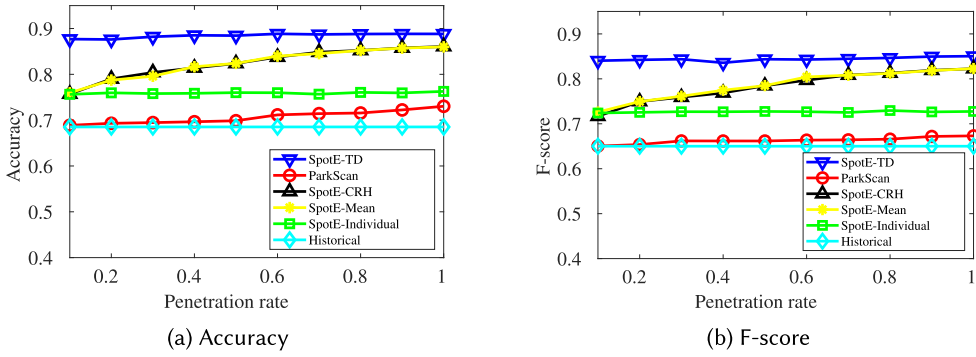 0.9
0.8
0.7
0.6
0.5
0.4
Accuracy
SpotE-TD
ParkScan
SpotE-CRH
SpotE-Mean
SpotE-Individual
Historical
0.2
0.4
0.6
0.8
1
Penetration rate
(a) Accuracy
0.9
0.8
0.7
0.6
0.5
0.4
F-score
SpotE-TD
ParkScan
SpotE-CRH
SpotE-Mean
SpotE-Individual
Historical
0.2
0.4
0.6
0.8
1
Penetration rate
(b) F-score